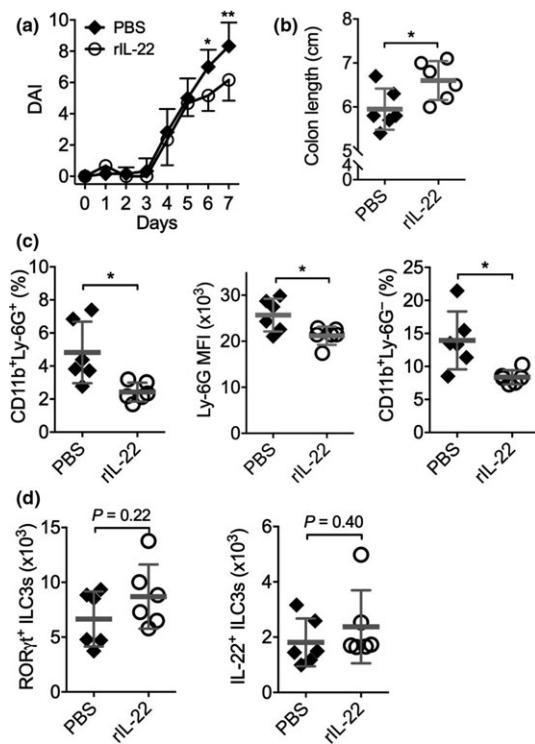 (a)
PBS
rIL-22
* **
DAI
10
8
6
4
2
0
0 1 2 3 4 5 6 7
Days
(b)
*
Colon length (cm)
8
7
6
5
4
0
PBS
rIL-22
(c)
*
CD11b⁺Ly-6G⁺ (%)
8
6
4
2
0
PBS
rIL-22
*
Ly-6G MFI (x10³)
30
20
10
0
PBS
rIL-22
*
CD11b⁺Ly-6G⁻ (%)
25
20
15
10
5
0
PBS
rIL-22
(d)
P = 0.22
RORγt⁺ ILC3s (x10³)
15
10
5
0
PBS
rIL-22
P = 0.40
IL-22⁺ ILC3s (x10³)
6
4
2
0
PBS
rIL-22